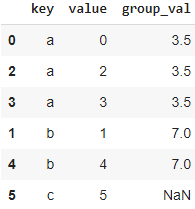 key value group_val
0 a 0 3.5
2 a 2 3.5
3 a 3 3.5
1 b 1 7.0
4 b 4 7.0
5 c 5 NaN